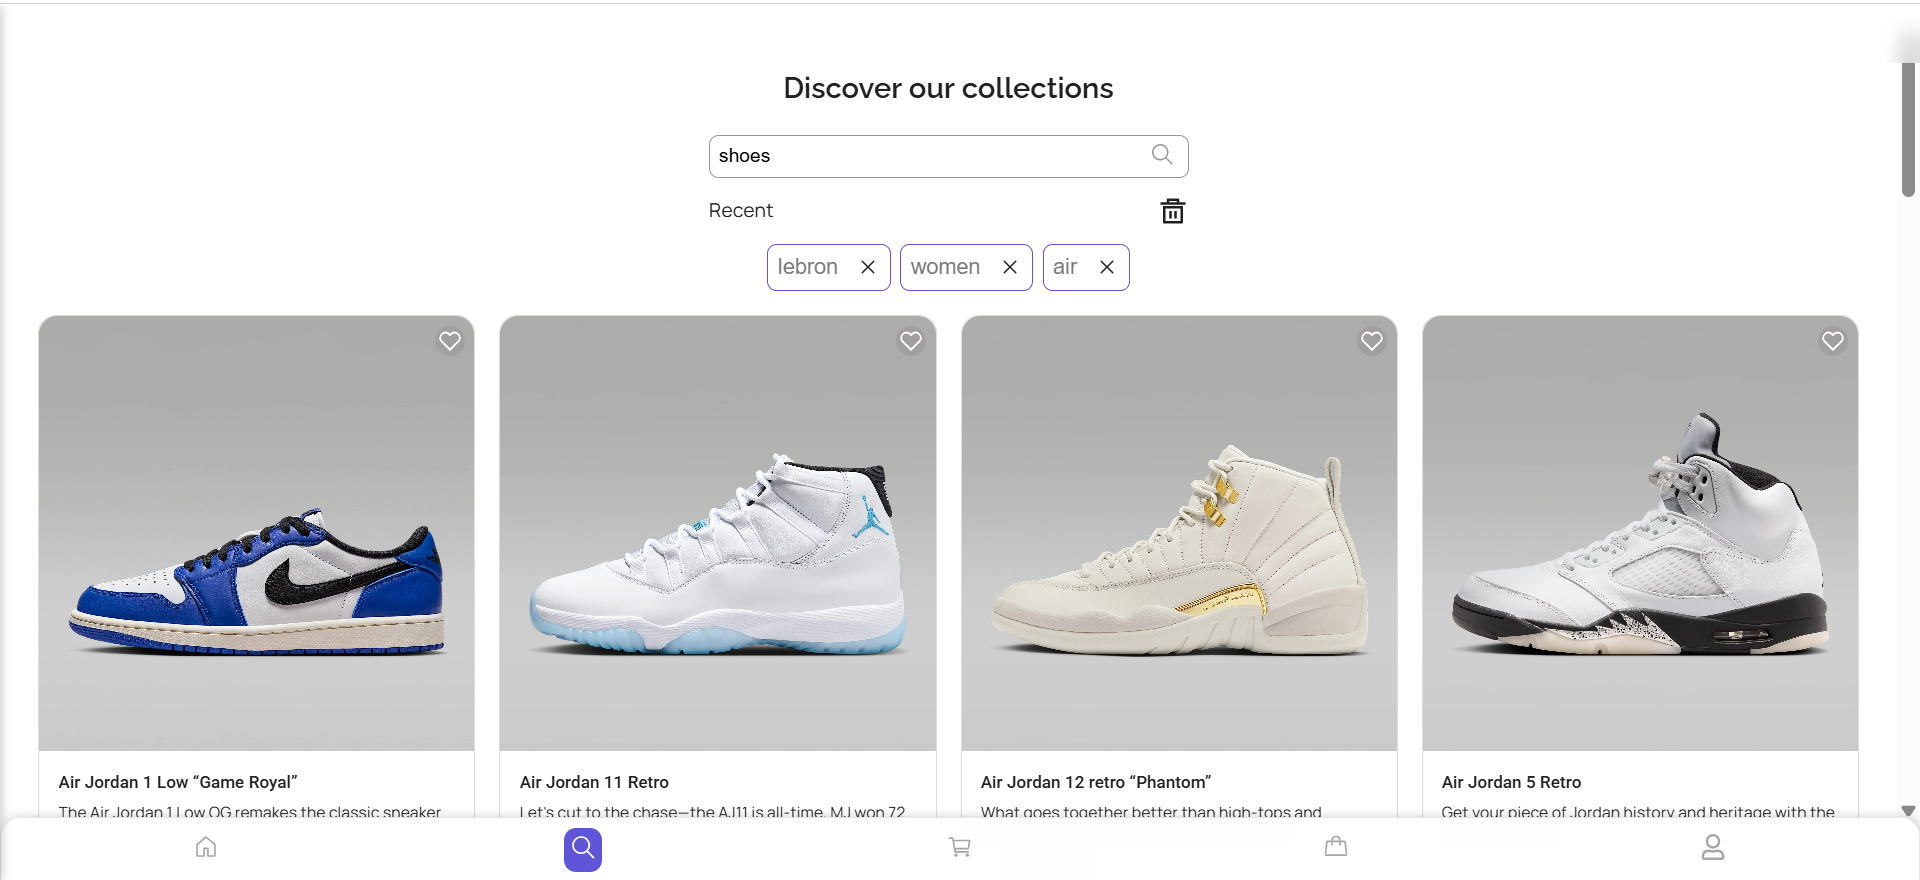 Discover our collections
shoes
Recent
lebron
women
air
Air Jordan 1 Low “Game Royal”
Air Jordan 11 Retro
Air Jordan 12 retro “Phantom”
Air Jordan 5 Retro
The Air Jordan 1 Low OG remakes the classic sneaker
Let's cut to the chase—the AJ11 is all-time. MJ won 72
What goes together better than high-tops and
Get your piece of Jordan history and heritage with the